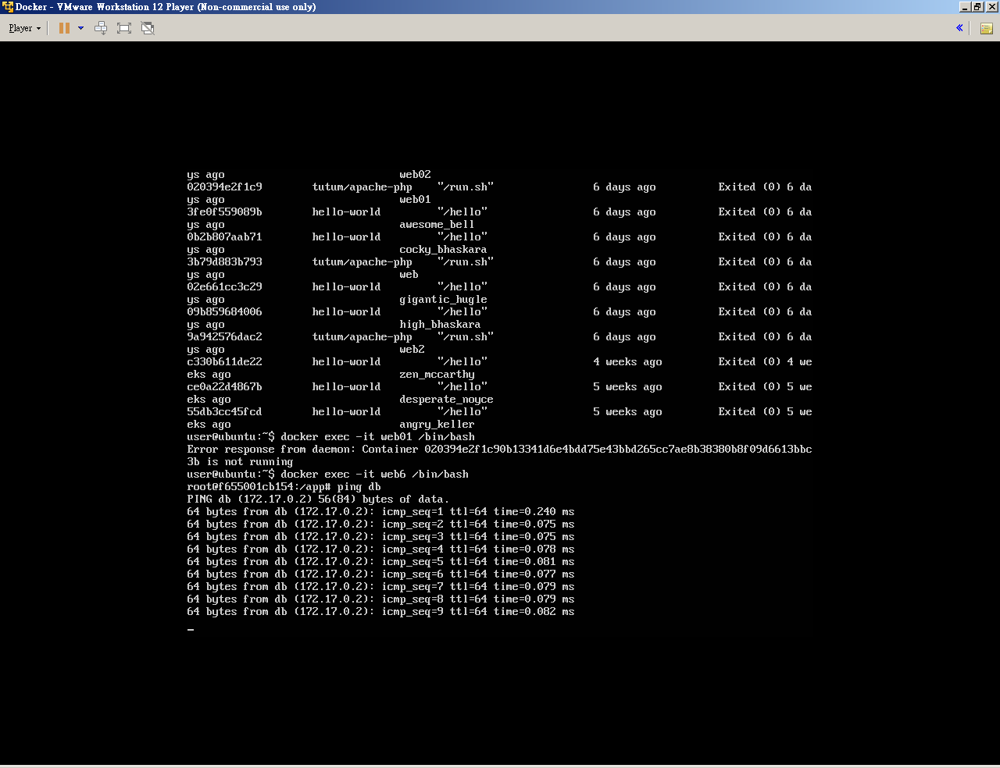 Docker - VMware Workstation 12 Player (Non-commercial use only)
Player
ys ago web02
020394e2f1c9 tutum/apache-php "/run.sh" 6 days ago Exited (0) 6 da
ys ago web01
3fe0f559089b hello-world "/hello" 6 days ago Exited (0) 6 da
ys ago awesome_bell
0b2b807aab71 hello-world "/hello" 6 days ago Exited (0) 6 da
ys ago cocky_bhaskara
3b79d883b793 tutum/apache-php "/run.sh" 6 days ago Exited (0) 6 da
ys ago web
02e661cc3c29 hello-world "/hello" 6 days ago Exited (0) 6 da
ys ago gigantic_hugle
09b859684006 hello-world "/hello" 6 days ago Exited (0) 6 da
ys ago high_bhaskara
9a942576dac2 tutum/apache-php "/run.sh" 6 days ago Exited (0) 6 da
ys ago web2
c330b611de22 hello-world "/hello" 4 weeks ago Exited (0) 4 we
eks ago zen_mccarthy
ce0a22d4867b hello-world "/hello" 5 weeks ago Exited (0) 5 we
eks ago desperate_noyce
55db3cc45fcd hello-world "/hello" 5 weeks ago Exited (0) 5 we
eks ago angry_keller
user@ubuntu:~$ docker exec -it web01 /bin/bash
Error response from daemon: Container 020394e2f1c90b13341d6e4bdd75e43bbd265cc7ae8b38380b8f09d6613bbc
3b is not running
user@ubuntu:~$ docker exec -it web6 /bin/bash
root@f655001cb154:/app# ping db
PING db (172.17.0.2) 56(84) bytes of data.
64 bytes from db (172.17.0.2): icmp_seq=1 ttl=64 time=0.240 ms
64 bytes from db (172.17.0.2): icmp_seq=2 ttl=64 time=0.075 ms
64 bytes from db (172.17.0.2): icmp_seq=3 ttl=64 time=0.075 ms
64 bytes from db (172.17.0.2): icmp_seq=4 ttl=64 time=0.078 ms
64 bytes from db (172.17.0.2): icmp_seq=5 ttl=64 time=0.081 ms
64 bytes from db (172.17.0.2): icmp_seq=6 ttl=64 time=0.077 ms
64 bytes from db (172.17.0.2): icmp_seq=7 ttl=64 time=0.079 ms
64 bytes from db (172.17.0.2): icmp_seq=8 ttl=64 time=0.079 ms
64 bytes from db (172.17.0.2): icmp_seq=9 ttl=64 time=0.082 ms